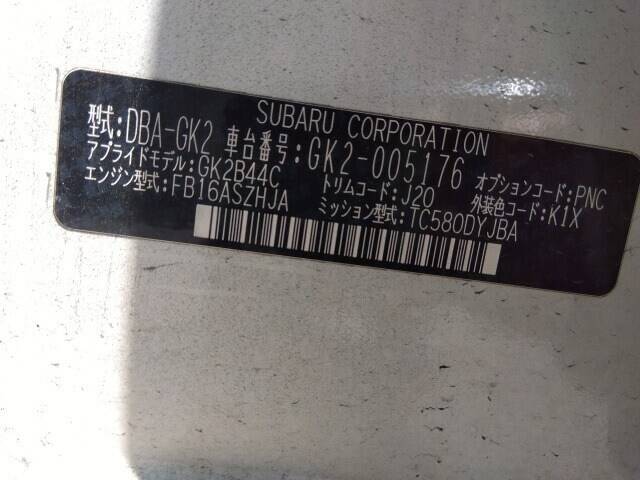 SUBARU CORPORATION
型式:DBA-GK2 車台番号:GK2-005176
アプライドモデル:GK2B44C トリムコード:J20 オプションコード:PNC
エンジン型式:FB16ASZHJA ミッション型式:TC580DYJBA 外装色コード:K1X